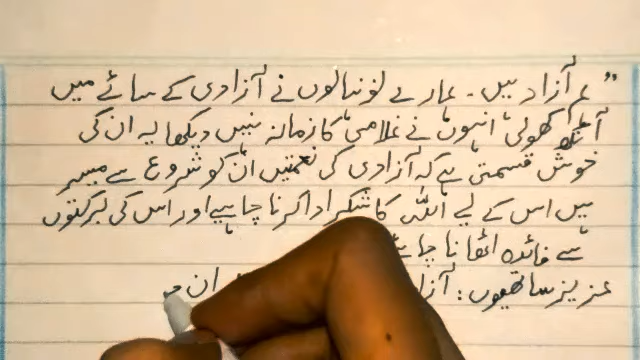 " ہم آزاد ہیں۔ ہمارے نونہالوں نے آزادی کے سائے میں
آنکھ کھولی انہوں نے غلامی کا زمانہ نہیں دیکھا یہ ان کی
خوش قسمتی ہے کہ آزادی کی نعمتیں ان کو شروع سے میسر
ہیں اس کے لیے اللہ کا شکر ادا کرنا چاہیے اور اس کی برکتوں
سے فائدہ اٹھانا
عزیز ساتھیوں: ان